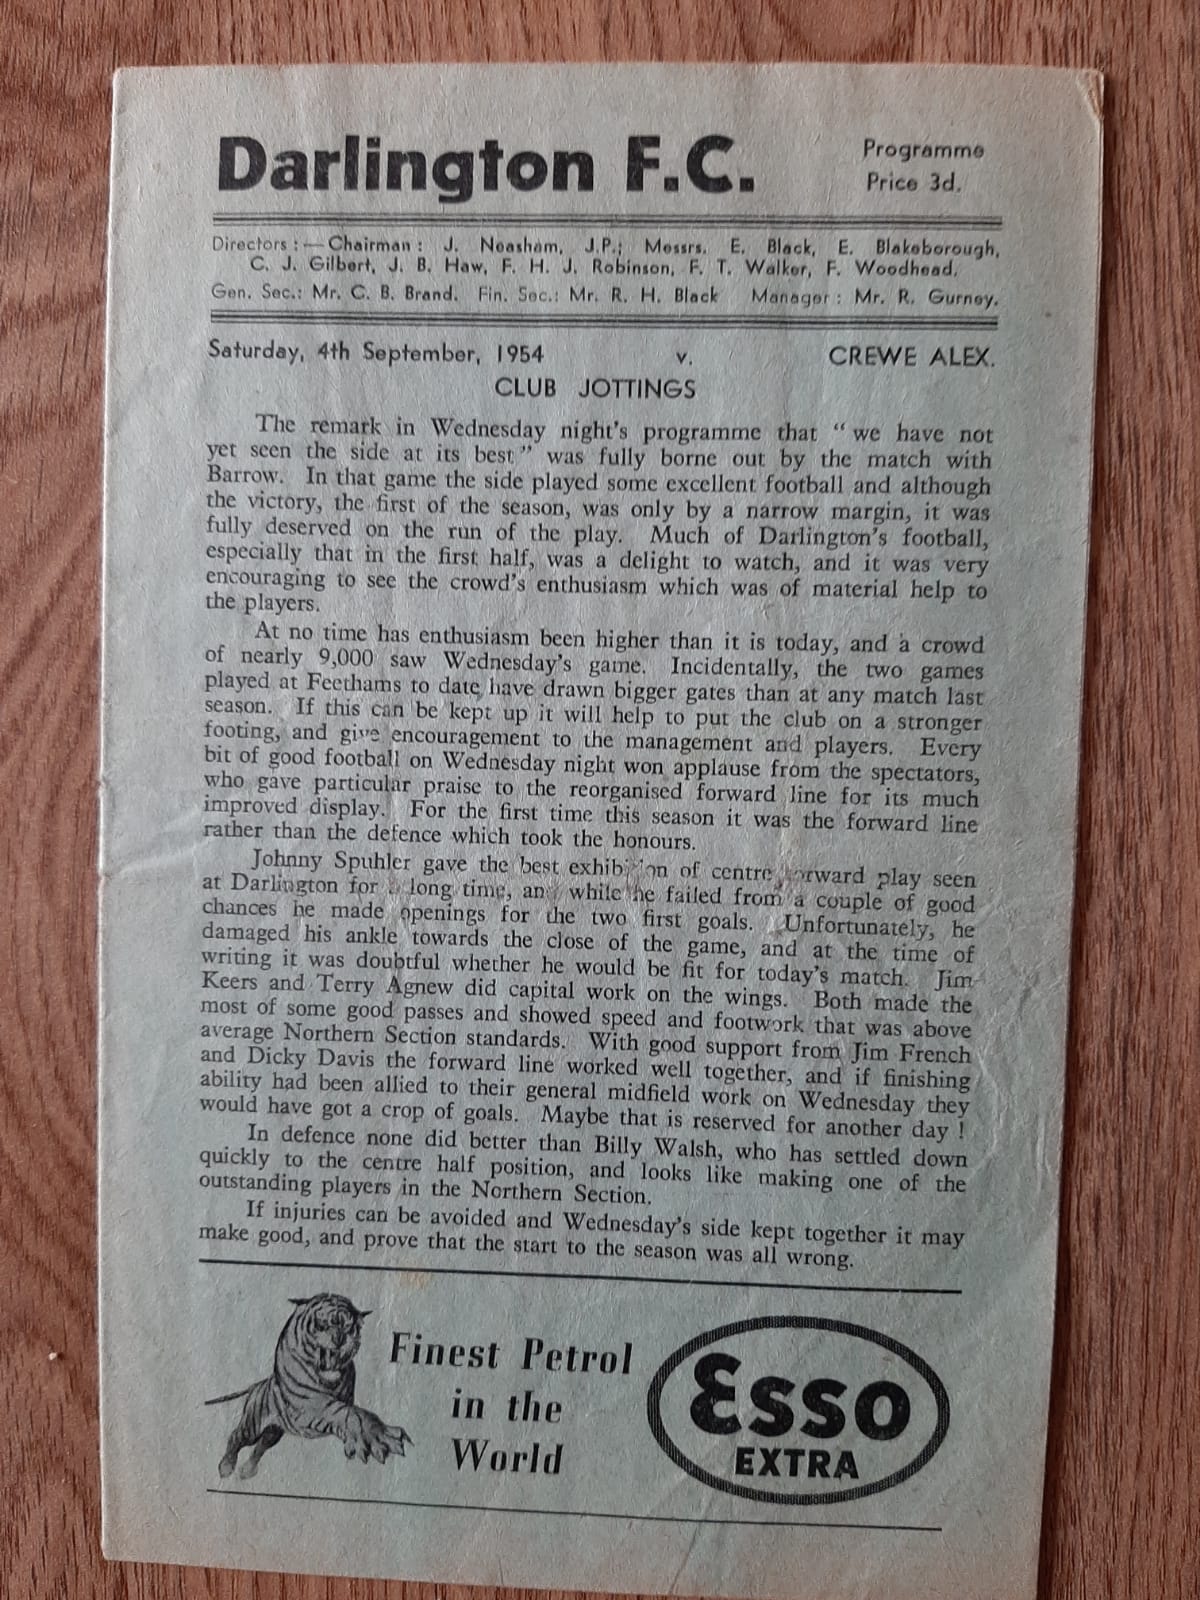 Darlington F.C.
Programme
Price 3d.
Directors :— Chairman : J. Neasham, J.P.; Messrs. E. Black, E. Blakeborough,
C. J. Gilbert, J. B. Haw, F. H. J. Robinson, F. T. Walker, F. Woodhead.
Gen. Sec.: Mr. C. B. Brand. Fin. Sec.: Mr. R. H. Black Manager : Mr. R. Gurney.
Saturday, 4th September, 1954 v. CREWE ALEX.
CLUB JOTTINGS
The remark in Wednesday night's programme that “ we have not
yet seen the side at its best ” was fully borne out by the match with
Barrow. In that game the side played some excellent football and although
the victory, the first of the season, was only by a narrow margin, it was
fully deserved on the run of the play. Much of Darlington's football,
especially that in the first half, was a delight to watch, and it was very
encouraging to see the crowd's enthusiasm which was of material help to
the players.
At no time has enthusiasm been higher than it is today, and a crowd
of nearly 9,000 saw Wednesday's game. Incidentally, the two games
played at Feethams to date have drawn bigger gates than at any match last
season. If this can be kept up it will help to put the club on a stronger
footing, and give encouragement to the management and players. Every
bit of good football on Wednesday night won applause from the spectators,
who gave particular praise to the reorganised forward line for its much
improved display. For the first time this season it was the forward line
rather than the defence which took the honours.
Johnny Spuhler gave the best exhibition of centre forward play seen
at Darlington for a long time, and while he failed from a couple of good
chances he made openings for the two first goals. Unfortunately, he
damaged his ankle towards the close of the game, and at the time of
writing it was doubtful whether he would be fit for today's match. Jim
Keers and Terry Agnew did capital work on the wings. Both made the
most of some good passes and showed speed and footwork that was above
average Northern Section standards. With good support from Jim French
and Dicky Davis the forward line worked well together, and if finishing
ability had been allied to their general midfield work on Wednesday they
would have got a crop of goals. Maybe that is reserved for another day !
In defence none did better than Billy Walsh, who has settled down
quickly to the centre half position, and looks like making one of the
outstanding players in the Northern Section.
If injuries can be avoided and Wednesday's side kept together it may
make good, and prove that the start to the season was all wrong.
Finest Petrol
in the
World
Esso
EXTRA